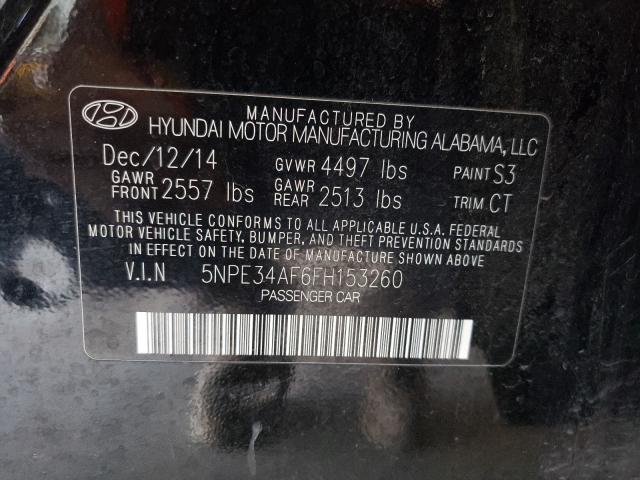 MANUFACTURED BY
HYUNDAI MOTOR MANUFACTURING ALABAMA, LLC
Dec/12/14 GVWR 4497 lbs PAINT S3
GAWR FRONT 2557 lbs GAWR REAR 2513 lbs TRIM CT
THIS VEHICLE CONFORMS TO ALL APPLICABLE U.S.A. FEDERAL
MOTOR VEHICLE SAFETY, BUMPER, AND THEFT PREVENTION STANDARDS
IN EFFECT ON THE DATE OF MANUFACTURE SHOWN ABOVE.
V.I.N 5NPE34AF6FH153260
PASSENGER CAR